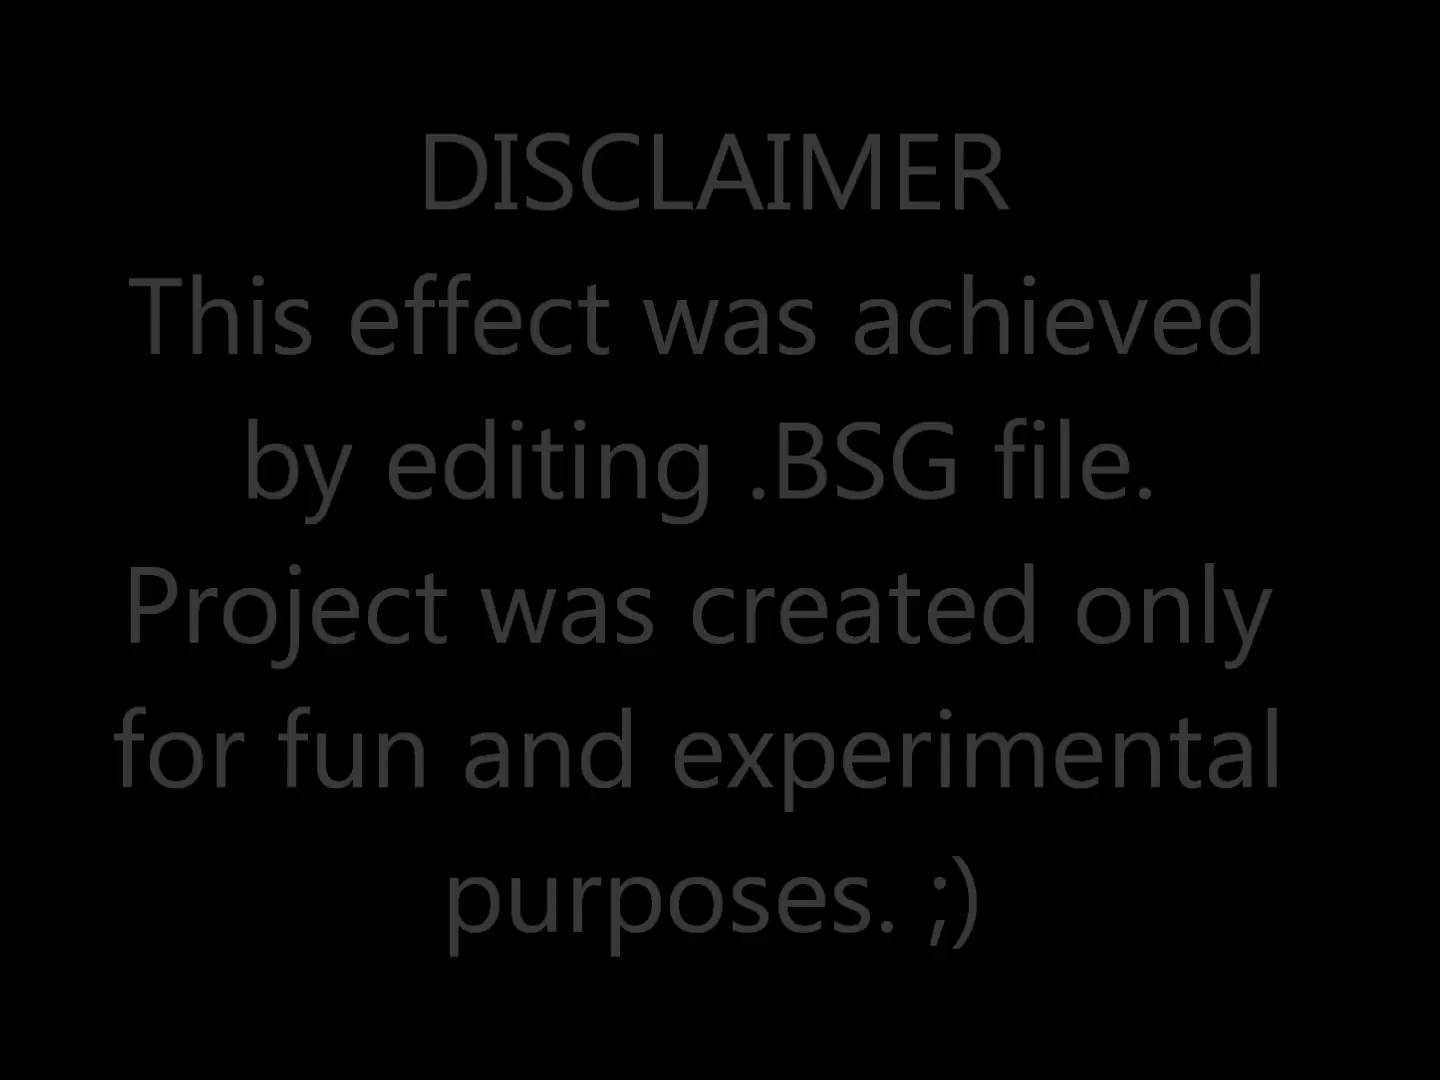 DISCLAIMER
This effect was achieved
by editing .BSG file.
Project was created only
for fun and experimental
purposes. ;)